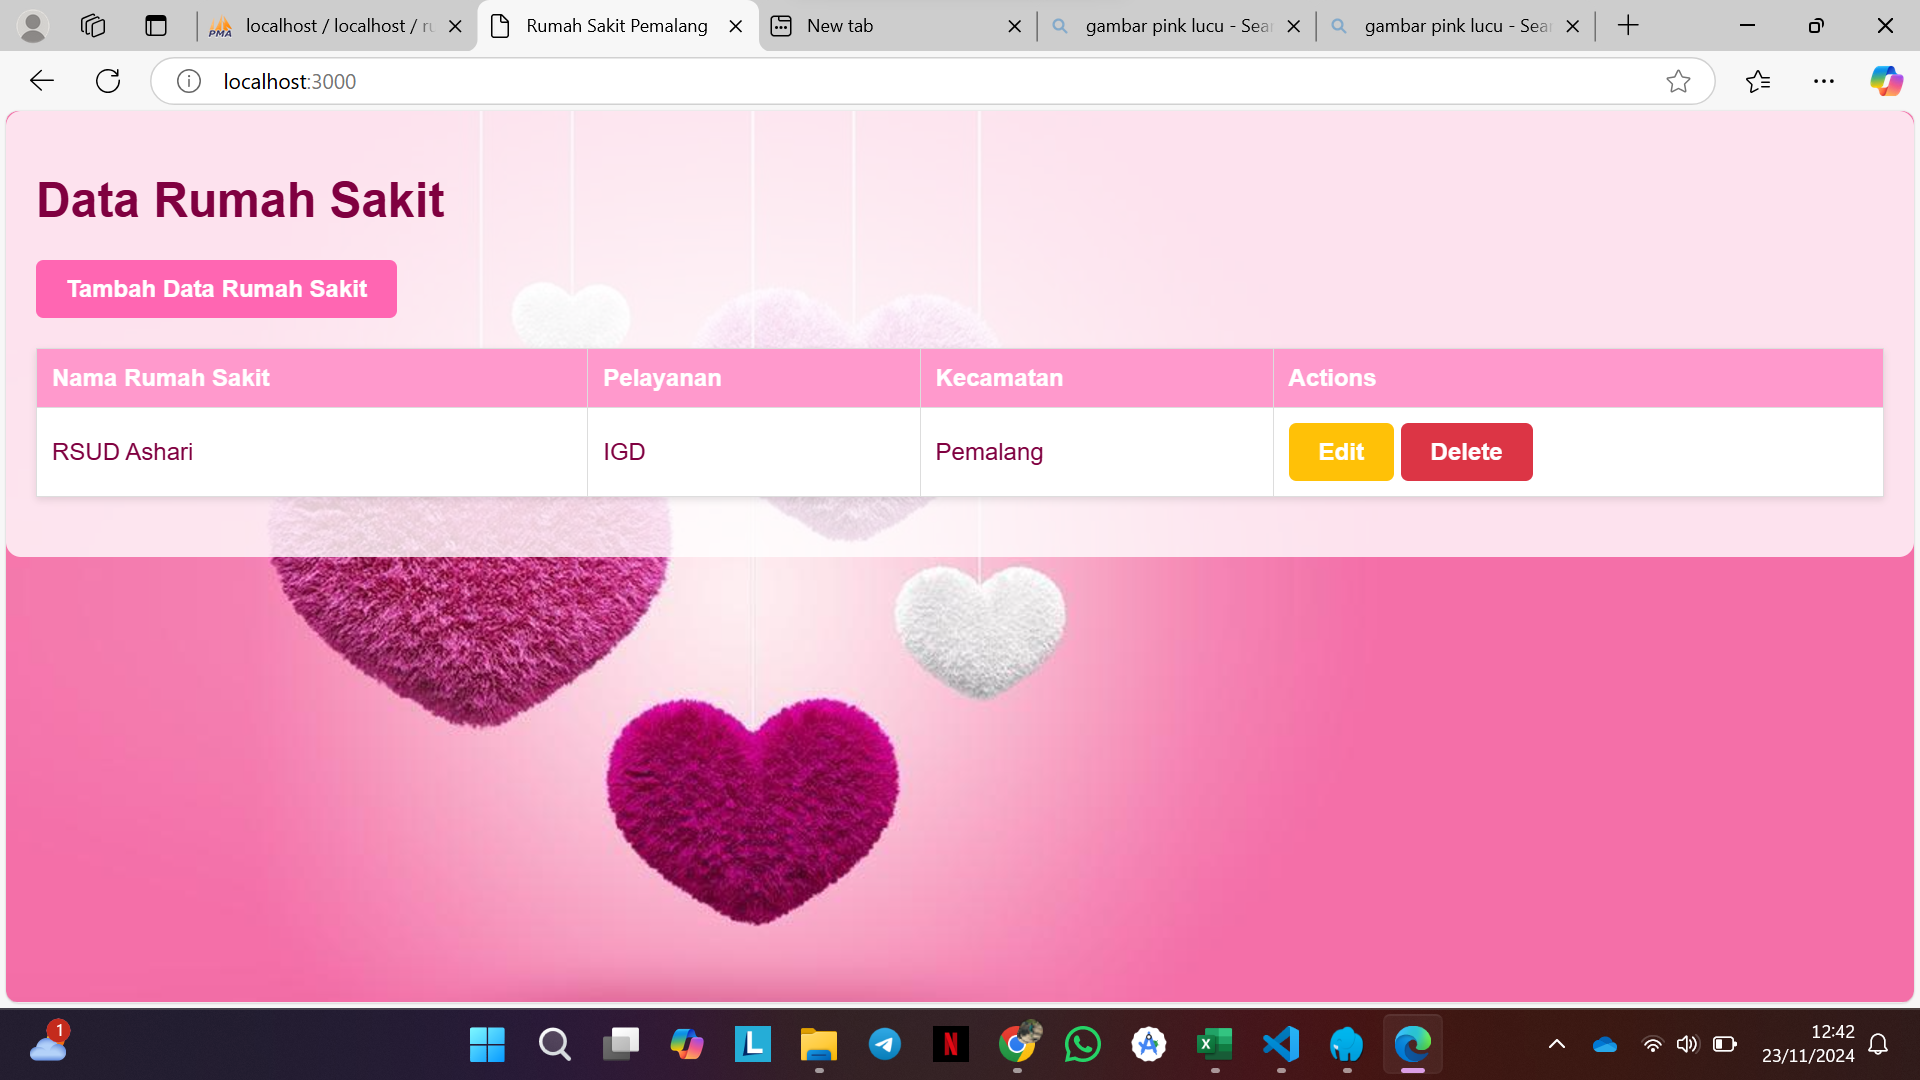 localhost / localhost / ru
Rumah Sakit Pemalang
New tab
gambar pink lucu - Sear
gambar pink lucu - Sear
localhost:3000
Data Rumah Sakit
Tambah Data Rumah Sakit
Nama Rumah Sakit Pelayanan Kecamatan Actions
RSUD Ashari IGD Pemalang Edit Delete
1
12:42
23/11/2024